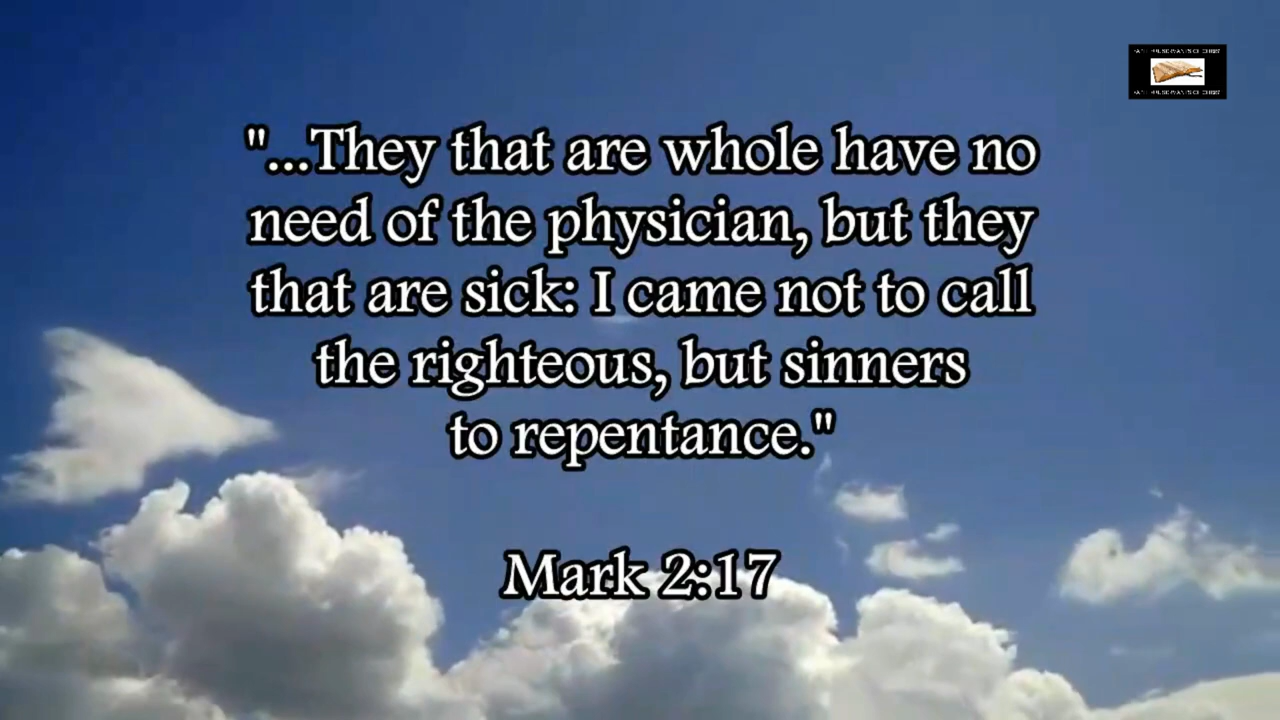 "...They that are whole have no
need of the physician, but they
that are sick: I came not to call
the righteous, but sinners
to repentance."
Mark 2:17